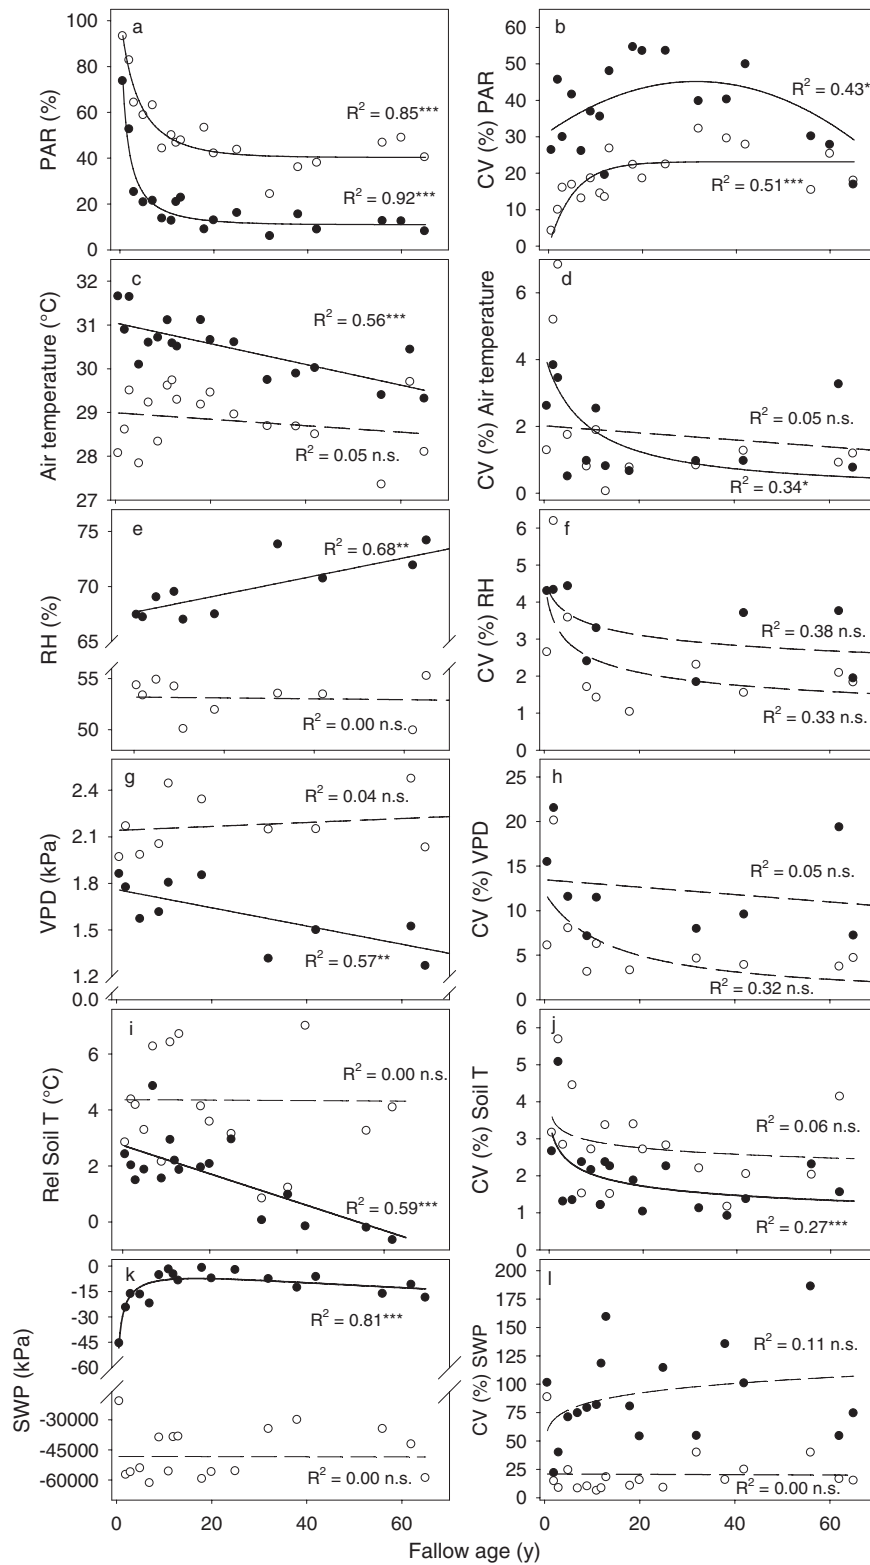 a
PAR (%)
100
80
60
40
20
0
R² = 0.85***
R² = 0.92***
b
CV (%) PAR
60
50
40
30
20
10
0
R² = 0.43*
R² = 0.51***
c
Air temperature (°C)
32
31
30
29
28
27
R² = 0.56***
R² = 0.05 n.s.
d
CV (%) Air temperature
6
4
2
0
R² = 0.05 n.s.
R² = 0.34*
e
RH (%)
75
70
65
55
50
R² = 0.68**
R² = 0.00 n.s.
f
CV (%) RH
6
5
4
3
2
1
0
R² = 0.38 n.s.
R² = 0.33 n.s.
g
VPD (kPa)
2.4
2.1
1.8
1.5
1.2
0.0
R² = 0.04 n.s.
R² = 0.57**
h
CV (%) VPD
25
20
15
10
5
0
R² = 0.05 n.s.
R² = 0.32 n.s.
i
Rel Soil T (°C)
6
4
2
0
R² = 0.00 n.s.
R² = 0.59***
j
CV (%) Soil T
6
5
4
3
2
1
0
R² = 0.06 n.s.
R² = 0.27***
k
SWP (kPa)
0
-15
-30
-45
-60
-30000
-45000
-60000
R² = 0.81***
R² = 0.00 n.s.
0 20 40 60
l
CV (%) SWP
200
175
150
125
100
75
50
25
0
R² = 0.11 n.s.
R² = 0.00 n.s.
0 20 40 60
Fallow age (y)